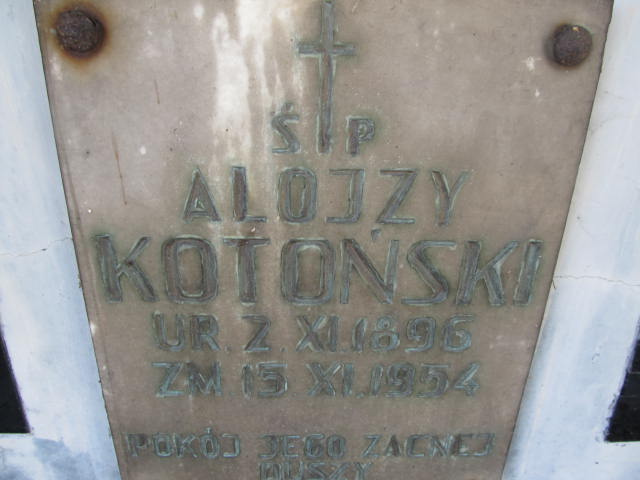 Ś P
ALOJZY
KOTOŃSKI
UR. 2. XI. 1896
ZM. 15. XI. 1954
POKÓJ JEGO ZACNEJ
DUSZY